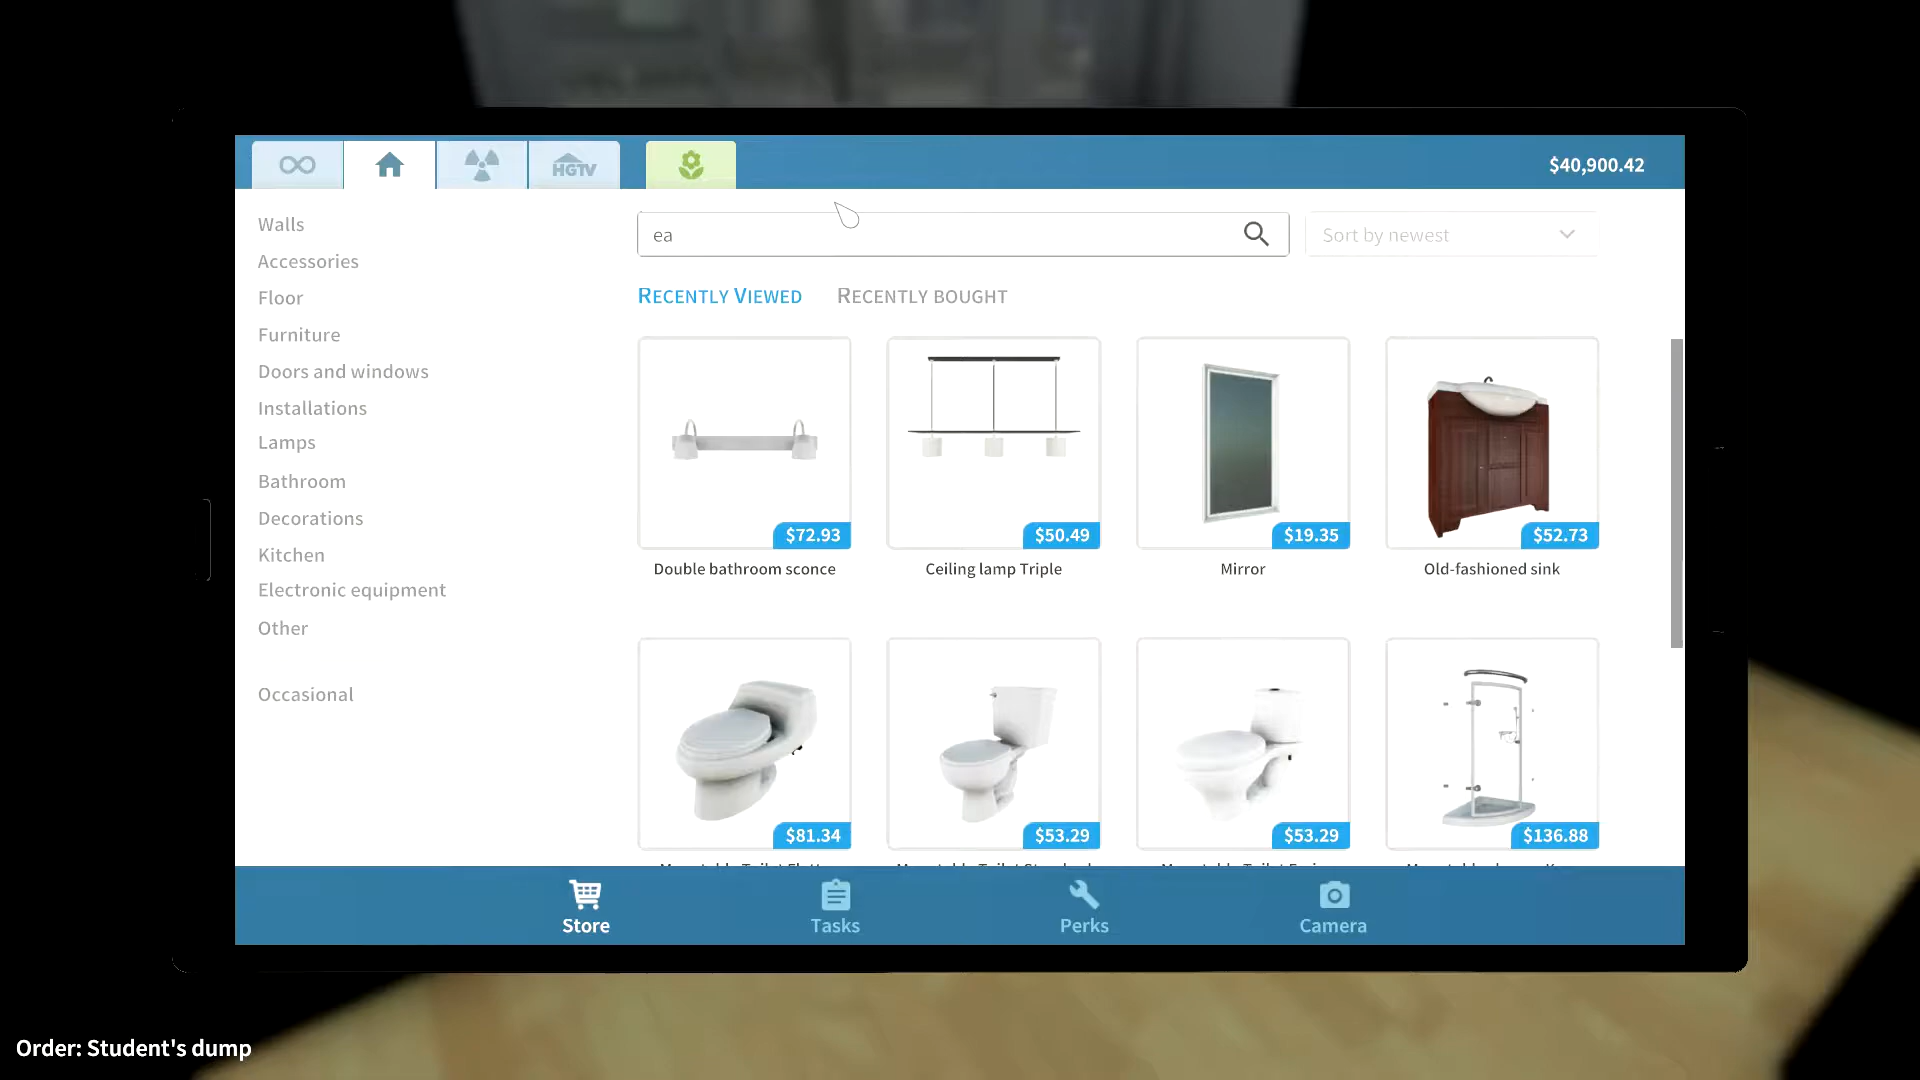 HGTV
$40,900.42
Walls
Accessories
Floor
Furniture
Doors and windows
Installations
Lamps
Bathroom
Decorations
Kitchen
Electronic equipment
Other
Occasional
ea
Sort by newest
RECENTLY VIEWED
RECENTLY BOUGHT
$72.93
Double bathroom sconce
$50.49
Ceiling lamp Triple
$19.35
Mirror
$52.73
Old-fashioned sink
$81.34
$53.29
$53.29
$136.88
Store
Tasks
Perks
Camera
Order: Student's dump